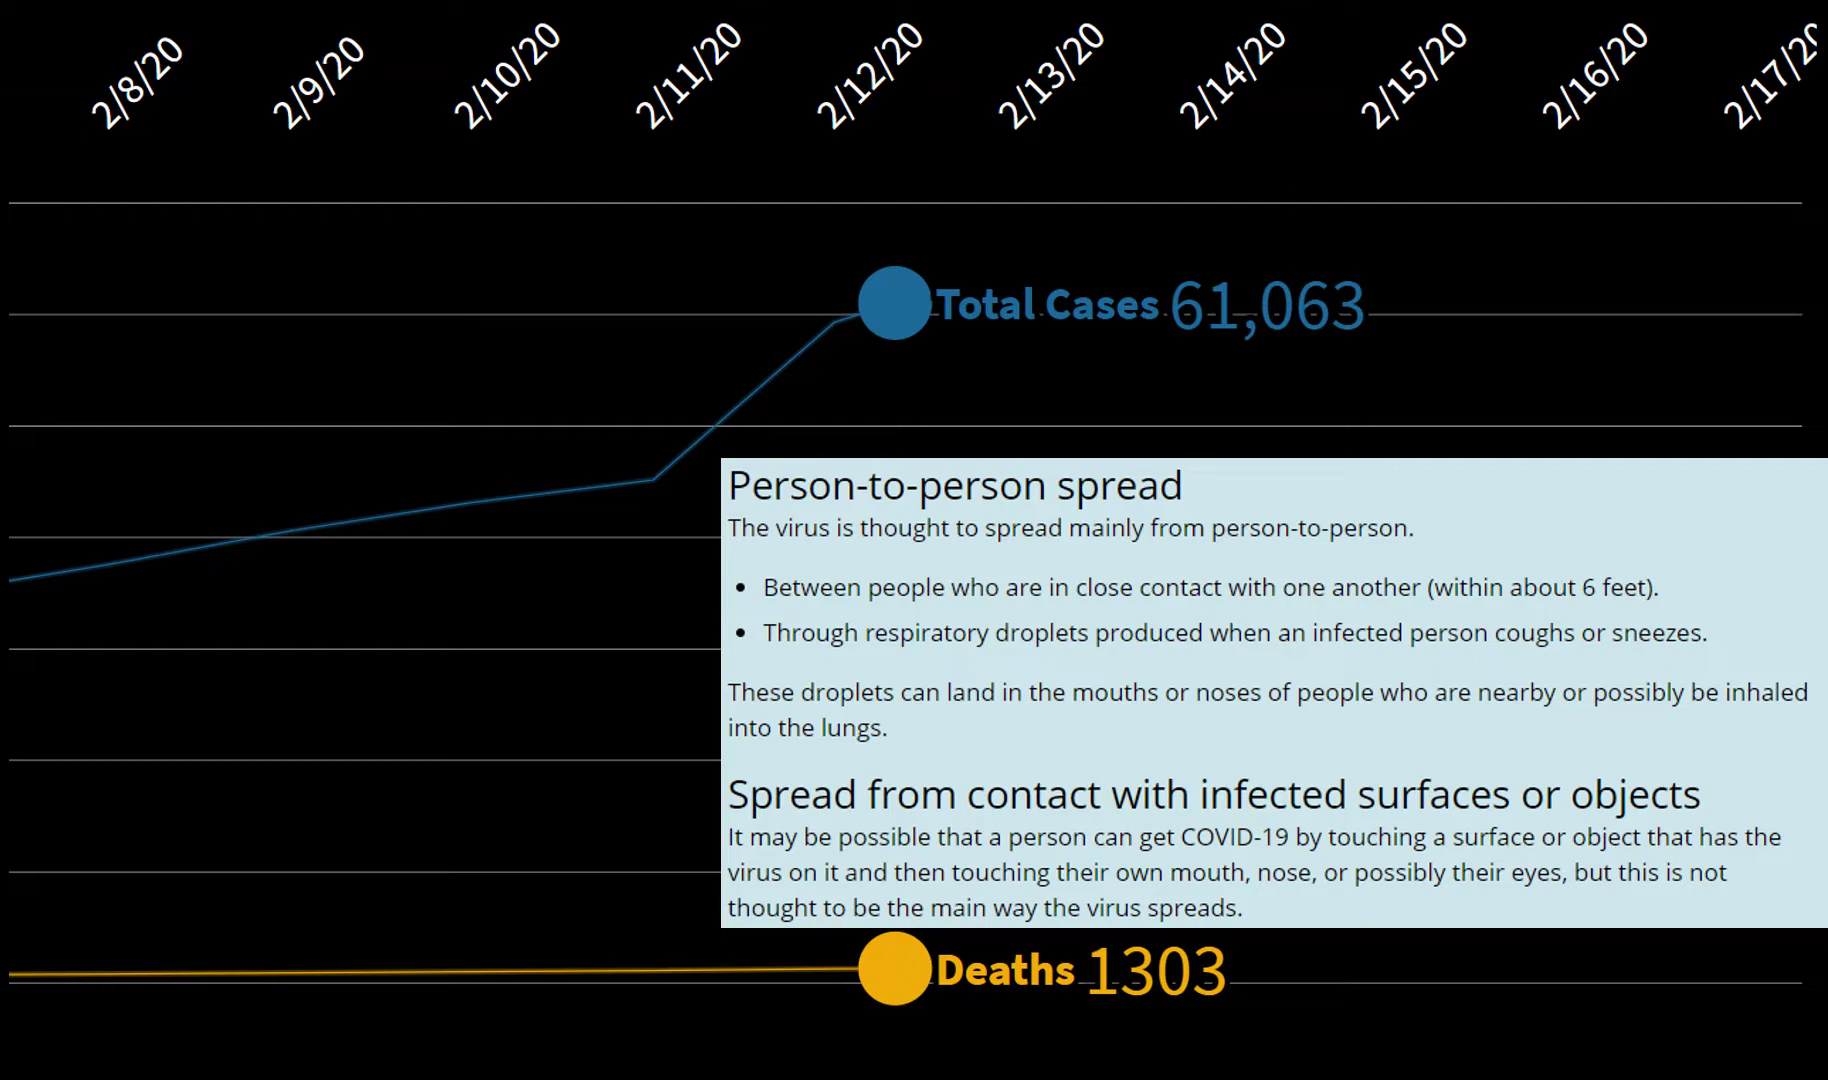 2/8/20 2/9/20 2/10/20 2/11/20 2/12/20 2/13/20 2/14/20 2/15/20 2/16/20 2/17/20
Total Cases 61,063
Person-to-person spread
The virus is thought to spread mainly from person-to-person.
• Between people who are in close contact with one another (within about 6 feet).
• Through respiratory droplets produced when an infected person coughs or sneezes.
These droplets can land in the mouths or noses of people who are nearby or possibly be inhaled
into the lungs.
Spread from contact with infected surfaces or objects
It may be possible that a person can get COVID-19 by touching a surface or object that has the
virus on it and then touching their own mouth, nose, or possibly their eyes, but this is not
thought to be the main way the virus spreads.
Deaths 1303